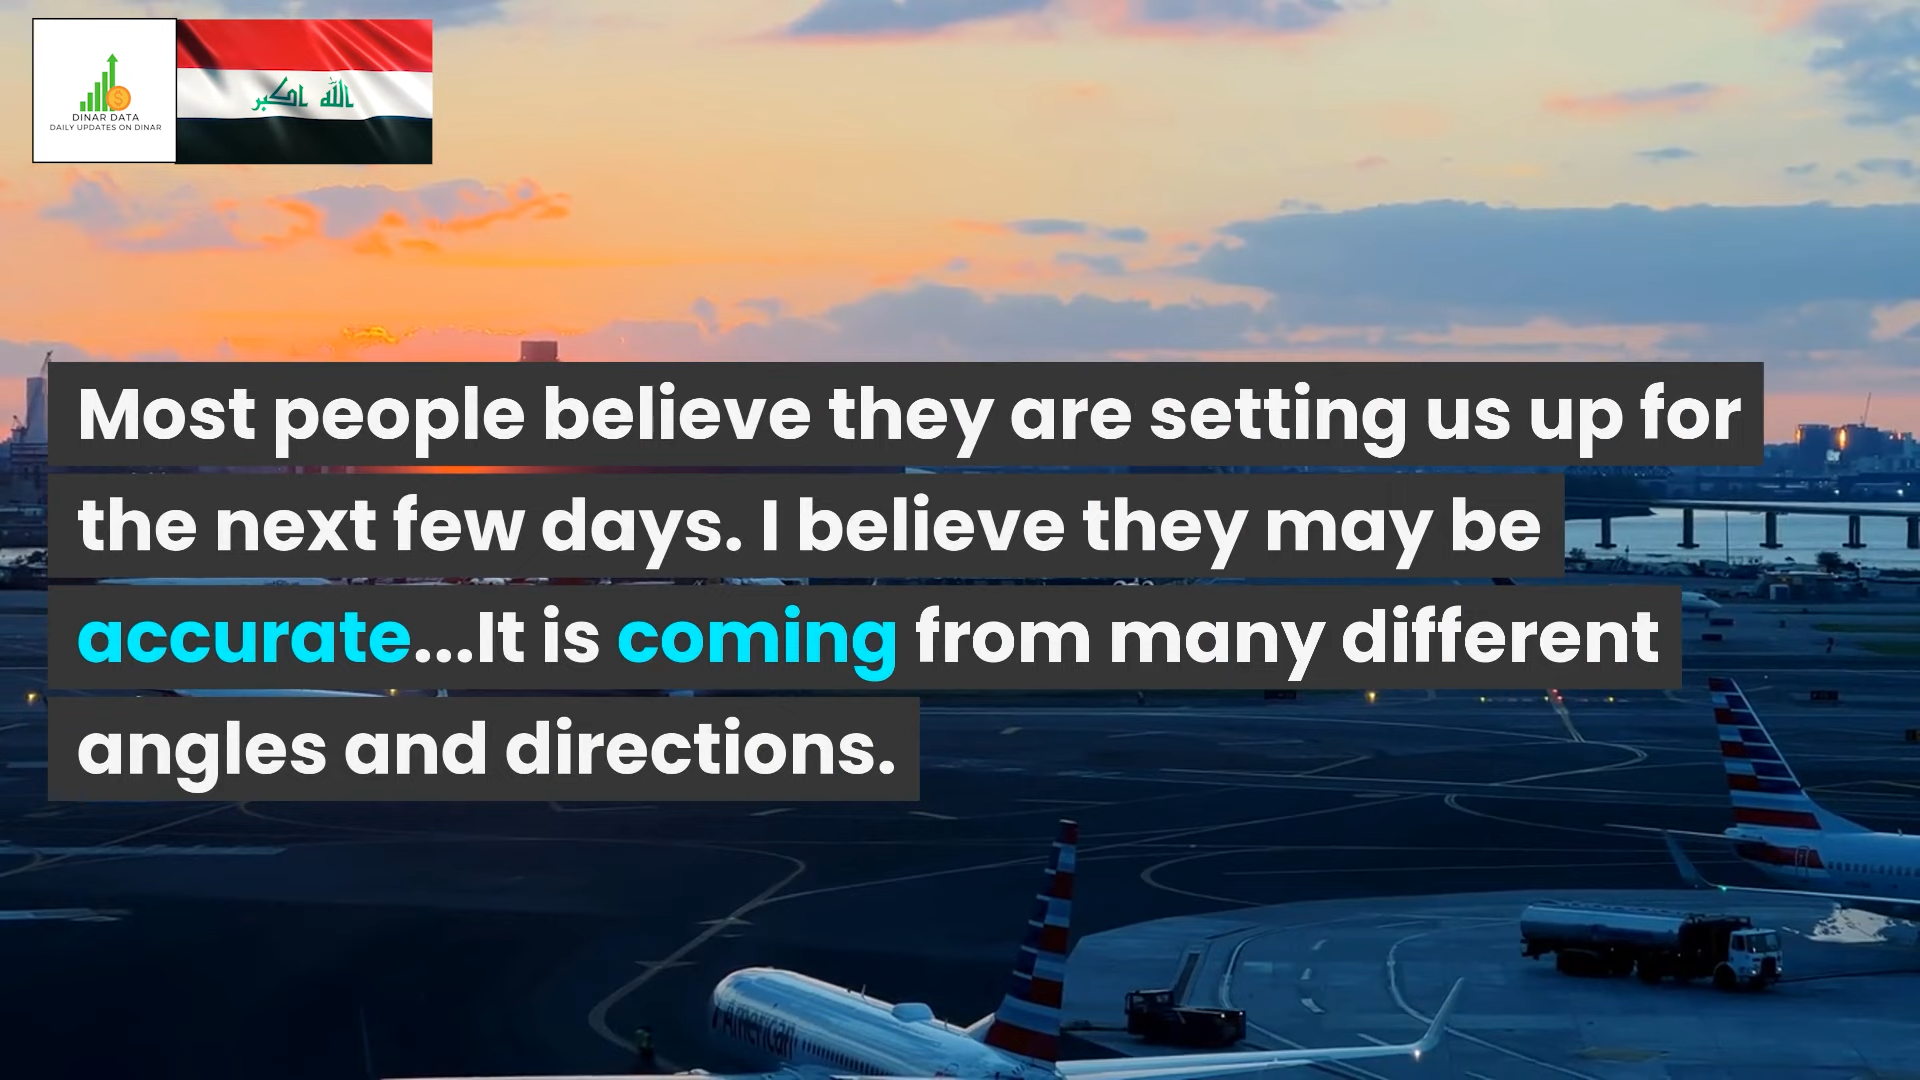 DINAR DATA
DAILY UPDATES ON DINAR
الله اكبر
Most people believe they are setting us up for
the next few days. I believe they may be
accurate...It is coming from many different
angles and directions.
American